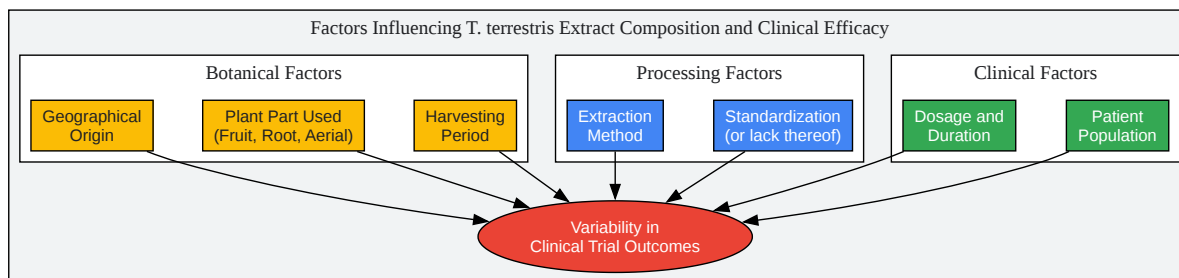 Factors Influencing T. terrestris Extract Composition and Clinical Efficacy
Botanical Factors
Geographical
Origin
Plant Part Used
(Fruit, Root, Aerial)
Harvesting
Period
Processing Factors
Extraction
Method
Standardization
(or lack thereof)
Clinical Factors
Dosage and
Duration
Patient
Population
Variability in
Clinical Trial Outcomes